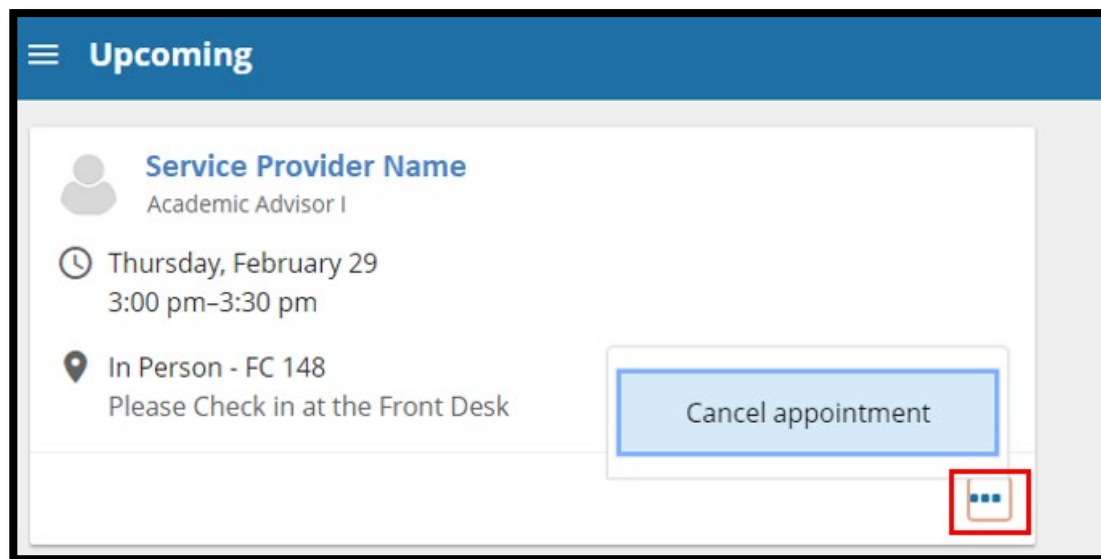 Upcoming
Service Provider Name
Academic Advisor I
Thursday, February 29
3:00 pm–3:30 pm
In Person - FC 148
Please Check in at the Front Desk
Cancel appointment